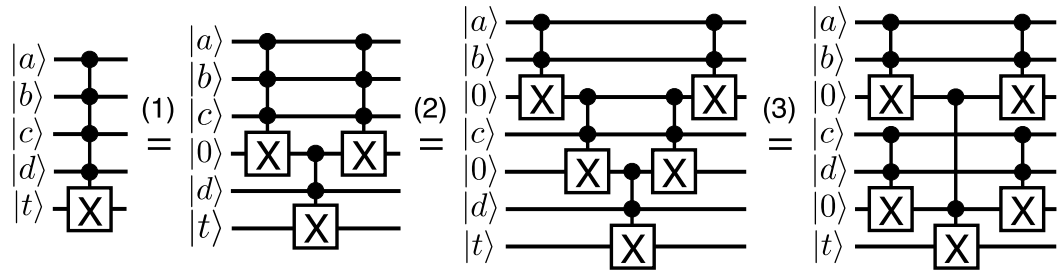 |a⟩ |b⟩ |c⟩ |d⟩ |t⟩ X
(1) =
|a⟩ |b⟩ |c⟩ |0⟩ |d⟩ |t⟩ X X X
(2) =
|a⟩ |b⟩ |0⟩ |c⟩ |0⟩ |d⟩ |t⟩ X X X X X
(3) =
|a⟩ |b⟩ |0⟩ |c⟩ |d⟩ |0⟩ |t⟩ X X X X X